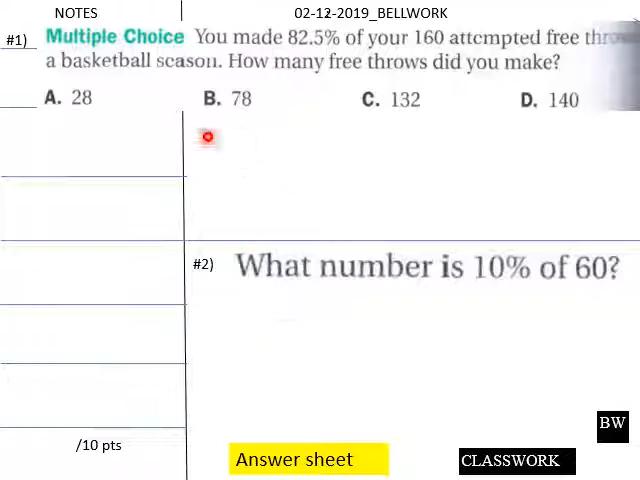 NOTES
02-12-2019_BELLWORK
#1) Multiple Choice You made 82.5% of your 160 attempted free
a basketball season. How many free throws did you make?
A. 28 B. 78 C. 132 D. 140
#2) What number is 10% of 60?
BW
/10 pts
Answer sheet
CLASSWORK